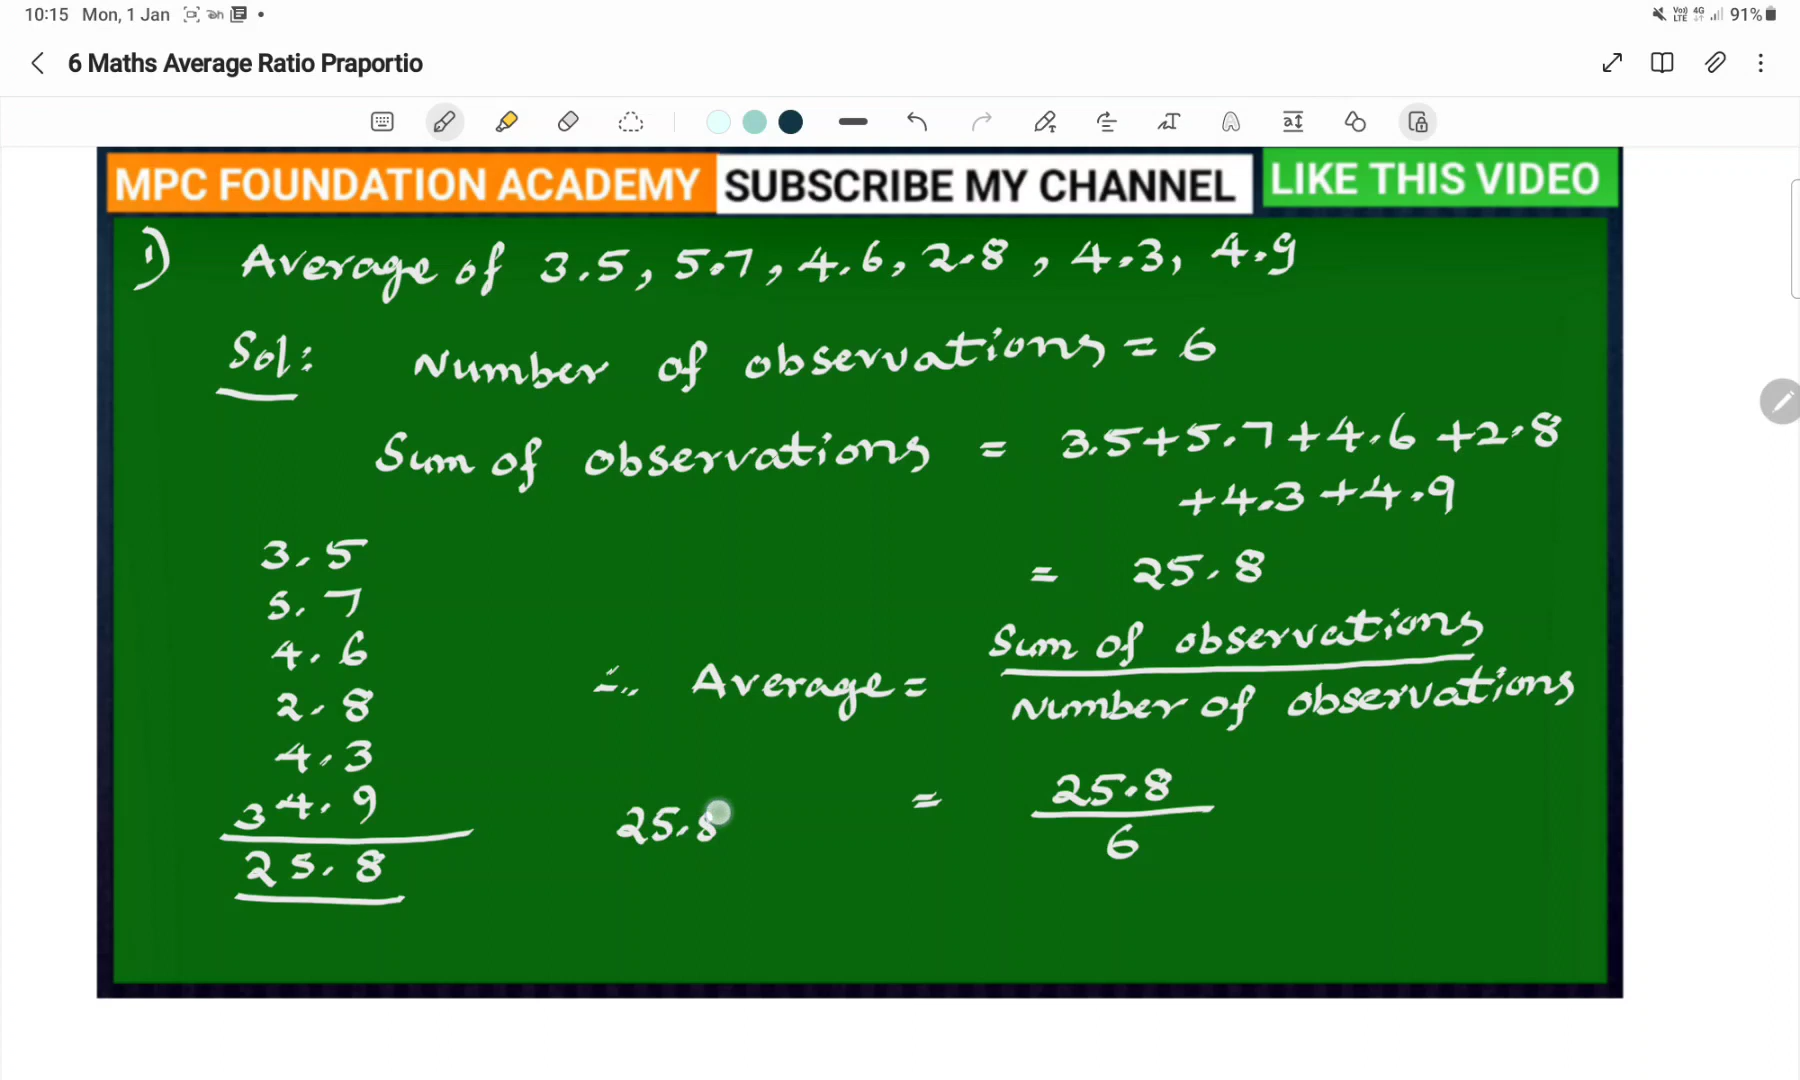 10:15 Mon, 1 Jan
Vo) LTE 4G 91%
6 Maths Average Ratio Praportio
MPC FOUNDATION ACADEMY SUBSCRIBE MY CHANNEL LIKE THIS VIDEO
1) Average of 3.5, 5.7, 4.6, 2.8, 4.3, 4.9
Sol: Number of observations = 6
Sum of observations = 3.5+5.7+4.6+2.8
+4.3+4.9
= 25.8
3.5
5.7
4.6
2.8
4.3
3 4.9
25.8
∴ Average = Sum of observations
Number of observations
= 25.8
6
25.8